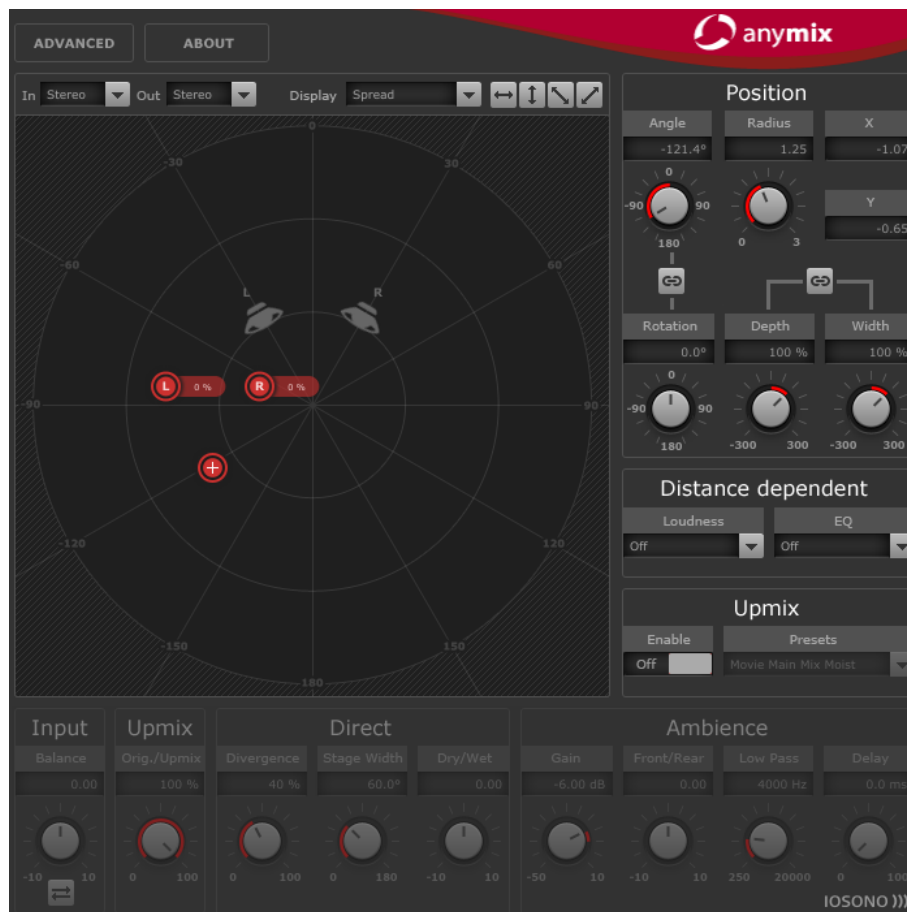 ADVANCED ABOUT anymix
In Stereo Out Stereo Display Spread
Position
Angle Radius X
-121.4° 1.25 -1.07
0
-90 90 Y
180 0 3 -0.65
Rotation Depth Width
0.0° 100 % 100 %
0
-90 90
180 -300 300 -300 300
0
-30 30
-60 60
L R
L 0 % R 0 %
-90 90
-120 120
-150 150
180
Distance dependent
Loudness EQ
Off Off
Upmix
Enable Presets
Off Movie Main Mix Moist
Input Upmix Direct Ambience
Balance Orig./Upmix Divergence Stage Width Dry/Wet Gain Front/Rear Low Pass Delay
0.00 100 % 40 % 60.0° 0.00 -6.00 dB 0.00 4000 Hz 0.0 ms
-10 10 0 100 0 100 0 180 -10 10 -50 10 -10 10 250 20000 0 100
IOSONO